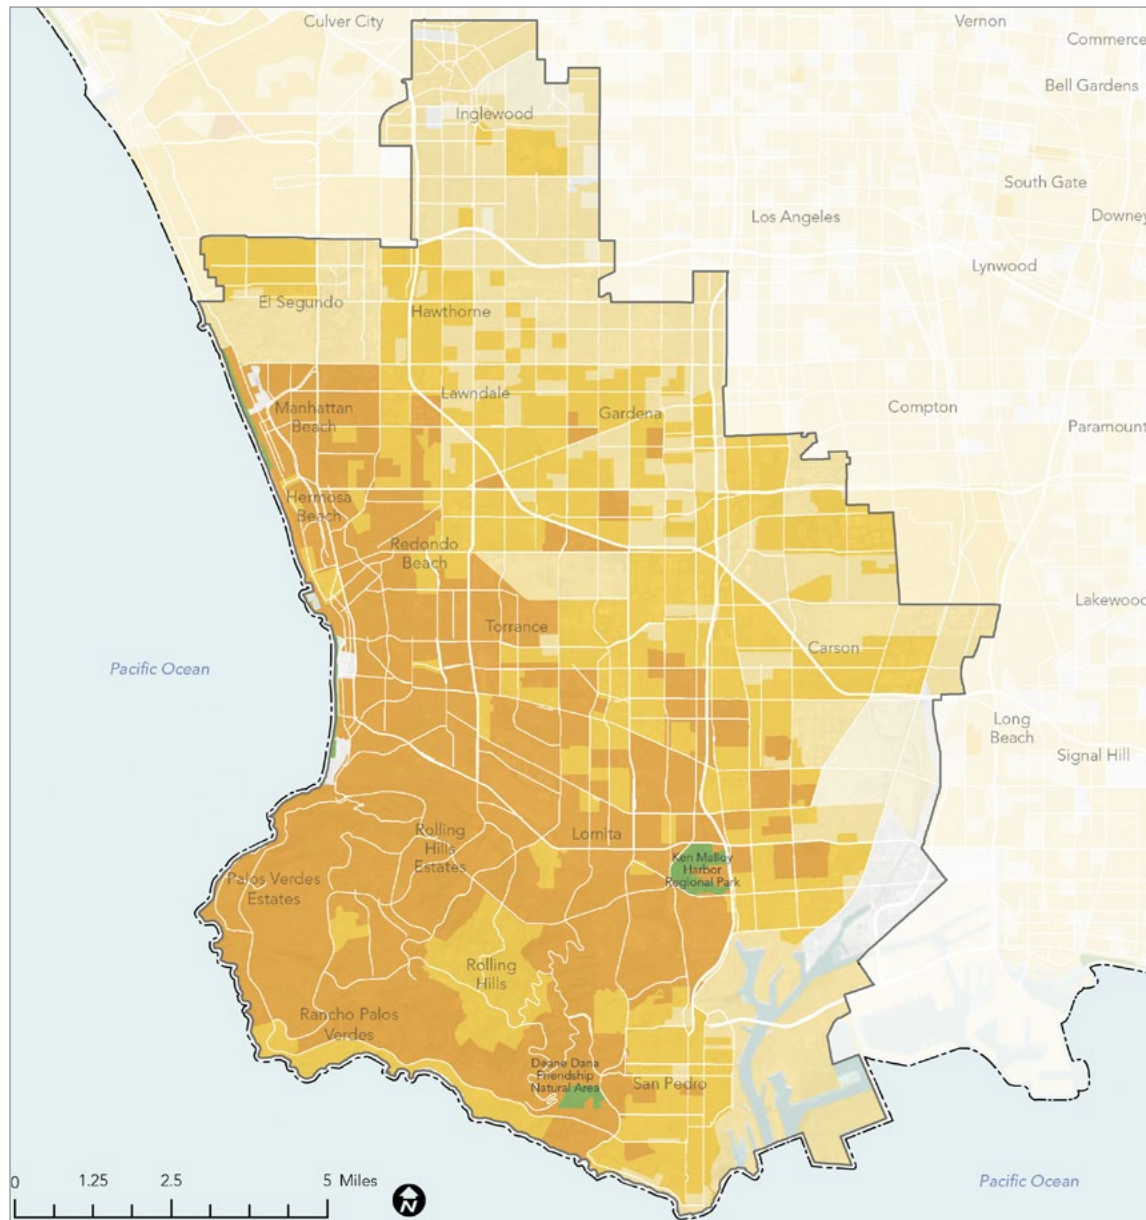 Culver City
Vernon
Commerce
Bell Gardens
Inglewood
South Gate
Los Angeles
Downey
Lynwood
El Segundo
Hawthorne
Lawndale
Manhattan
Beach
Gardena
Compton
Paramount
Hermosa
Beach
Redondo
Beach
Lakewood
Torrance
Carson
Pacific Ocean
Long
Beach
Signal Hill
Rolling
Hills
Estates
Lomita
Ken Malloy
Harbor
Regional Park
Palos Verdes
Estates
Rolling
Hills
Rancho Palos
Verdes
Deane Dana
Friendship
Natural Area
San Pedro
0 1.25 2.5 5 Miles
N
Pacific Ocean